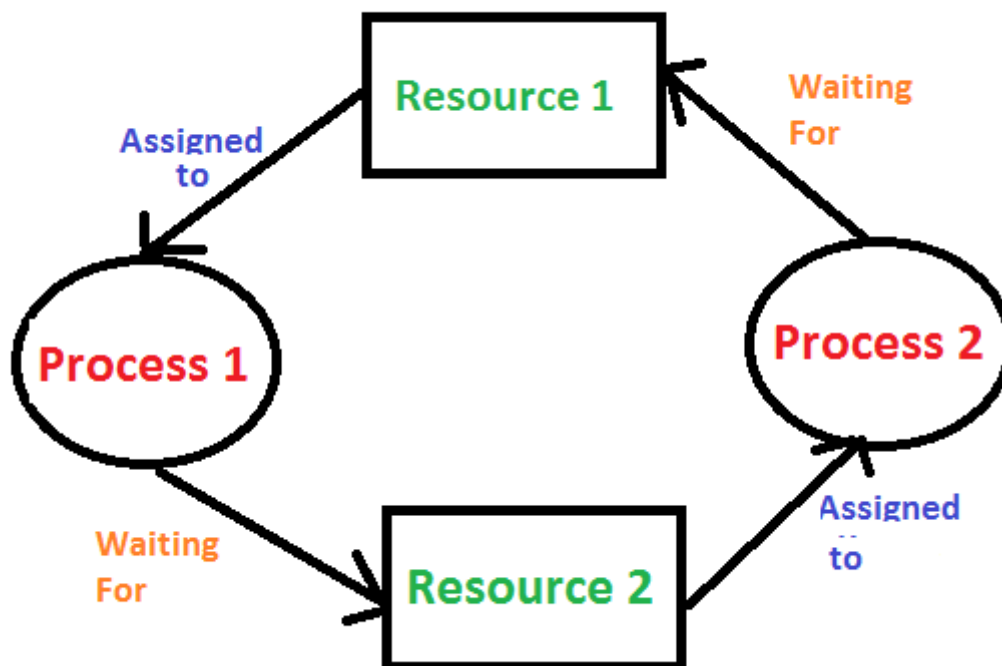 Resource 1
Waiting
For
Assigned
to
Process 1
Process 2
Waiting
For
Resource 2
Assigned
to